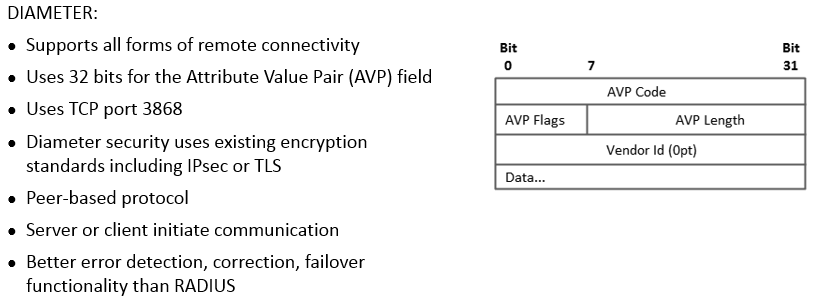 DIAMETER:
• Supports all forms of remote connectivity
• Uses 32 bits for the Attribute Value Pair (AVP) field
• Uses TCP port 3868
• Diameter security uses existing encryption
standards including IPsec or TLS
• Peer-based protocol
• Server or client initiate communication
• Better error detection, correction, failover
functionality than RADIUS
Bit Bit
0 7 31
AVP Code
AVP Flags AVP Length
Vendor Id (0pt)
Data...